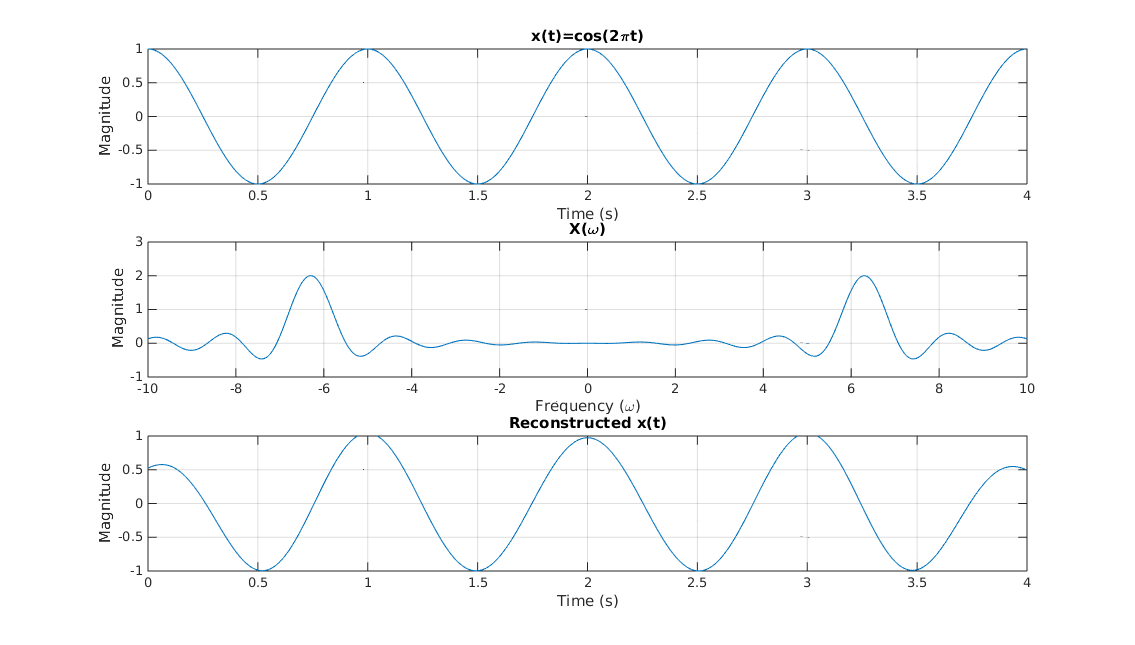 x(t)=cos(2πt)
Magnitude
1
0.5
0
-0.5
-1
0 0.5 1 1.5 2 2.5 3 3.5 4
Time (s)
X(ω)
Magnitude
3
2
1
0
-1
-10 -8 -6 -4 -2 0 2 4 6 8 10
Frequency (ω)
Reconstructed x(t)
Magnitude
1
0.5
0
-0.5
-1
0 0.5 1 1.5 2 2.5 3 3.5 4
Time (s)